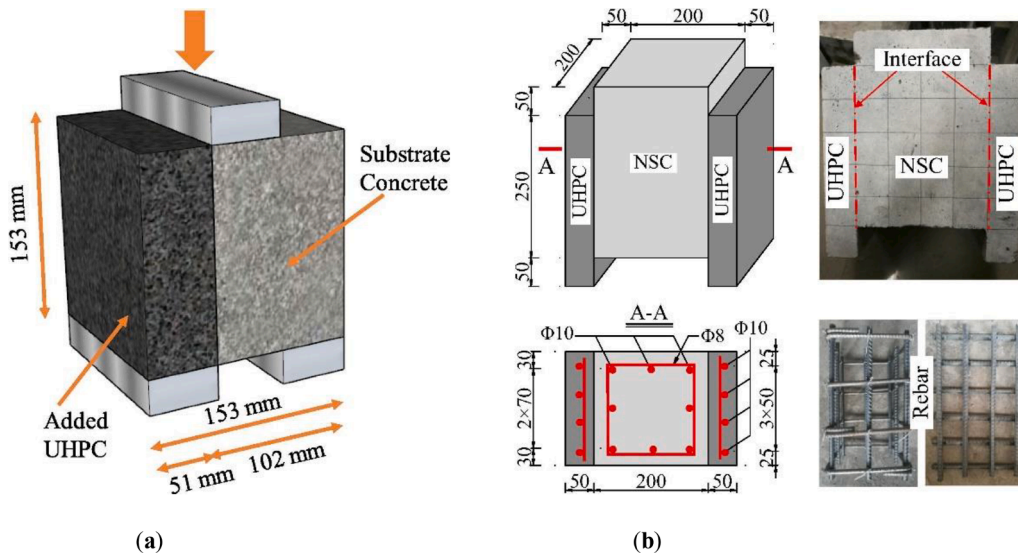 153 mm
Substrate
Concrete
Added
UHPC
153 mm
51 mm
102 mm
(a)
50
200
50
200
50
250
50
A
A
UHPC
NSC
UHPC
Interface
UHPC
NSC
UHPC
A-A
Φ10
Φ8
Φ10
30
2×70
30
25
3×50
25
50
200
50
Rebar
(b)